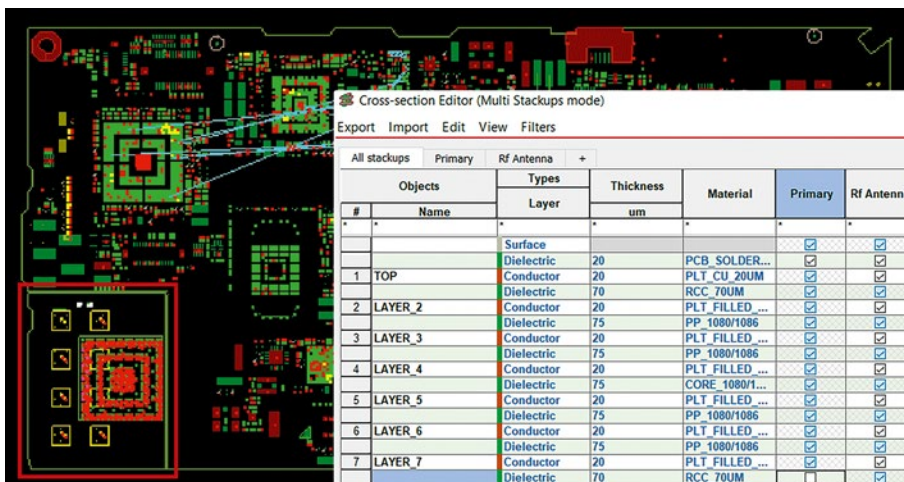 Cross-section Editor (Multi Stackups mode)
Export Import Edit View Filters
All stackups Primary Rf Antenna +
Objects Types Thickness Material Primary Rf Antenn
Layer
# Name um
* * * * * * *
Surface
Dielectric 20 PCB_SOLDER...
1 TOP Conductor 20 PLT_CU_20UM
Dielectric 70 RCC_70UM
2 LAYER_2 Conductor 20 PLT_FILLED_...
Dielectric 75 PP_1080/1086
3 LAYER_3 Conductor 20 PLT_FILLED_...
Dielectric 75 PP_1080/1086
4 LAYER_4 Conductor 20 PLT_FILLED_...
Dielectric 75 CORE_1080/1...
5 LAYER_5 Conductor 20 PLT_FILLED_...
Dielectric 75 PP_1080/1086
6 LAYER_6 Conductor 20 PLT_FILLED_...
Dielectric 75 PP_1080/1086
7 LAYER_7 Conductor 20 PLT_FILLED_...
Dielectric 70 RCC_70UM